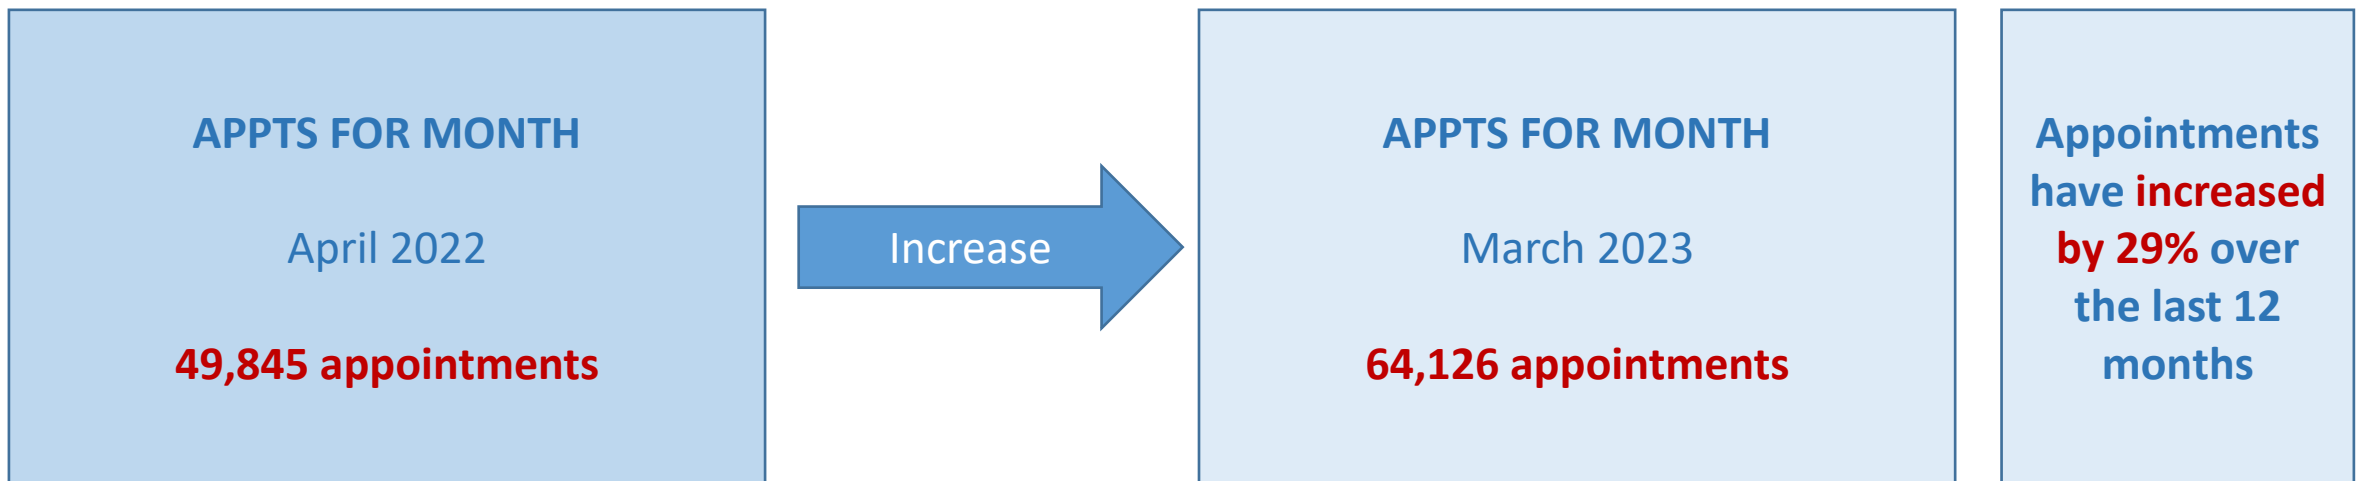 APPTS FOR MONTH
April 2022
49,845 appointments
Increase
APPTS FOR MONTH
March 2023
64,126 appointments
Appointments
have increased
by 29% over
the last 12
months